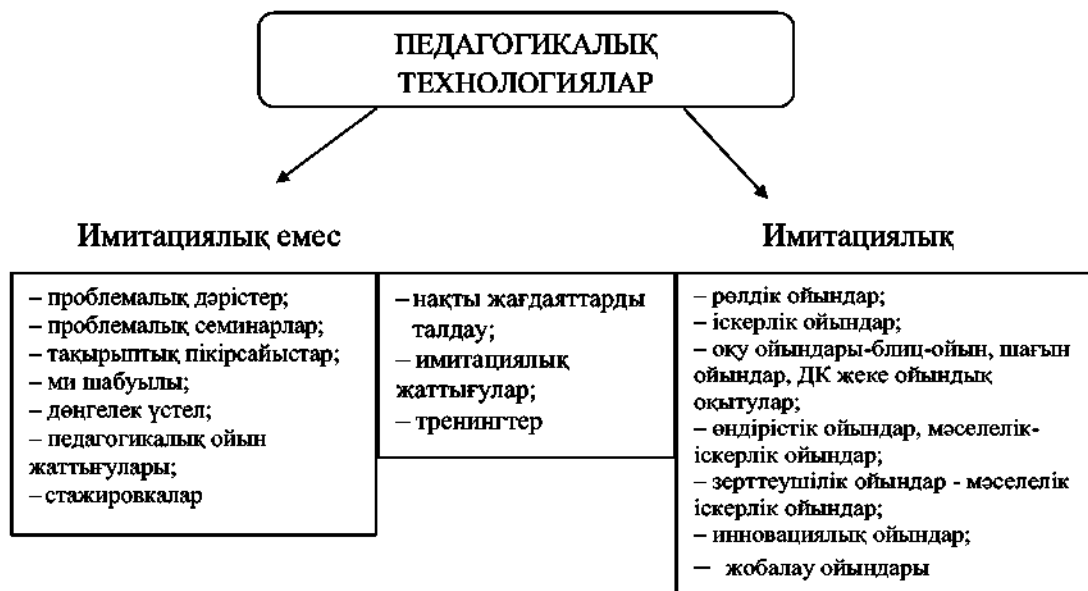 ПЕДАГОГИКАЛЫҚ
ТЕХНОЛОГИЯЛАР
Имитациялық емес
Имитациялық
– проблемалық дәрістер;
– проблемалық семинарлар;
– тақырыптық пікірсайыстар;
– ми шабуылы;
– дөңгелек үстел;
– педагогикалық ойын
жаттығулары;
– стажировкалар
– нақты жағдаяттарды
талдау;
– имитациялық
жаттығулар;
– тренингтер
– рөлдік ойындар;
– іскерлік ойындар;
– оқу ойындары-блиц-ойын, шағын
ойындар, ДК жеке ойындық
оқытулар;
– өндірістік ойындар, мәселелік-
іскерлік ойындар;
– зерттеушілік ойындар - мәселелік
іскерлік ойындар;
– инновациялық ойындар;
– жобалау ойындары